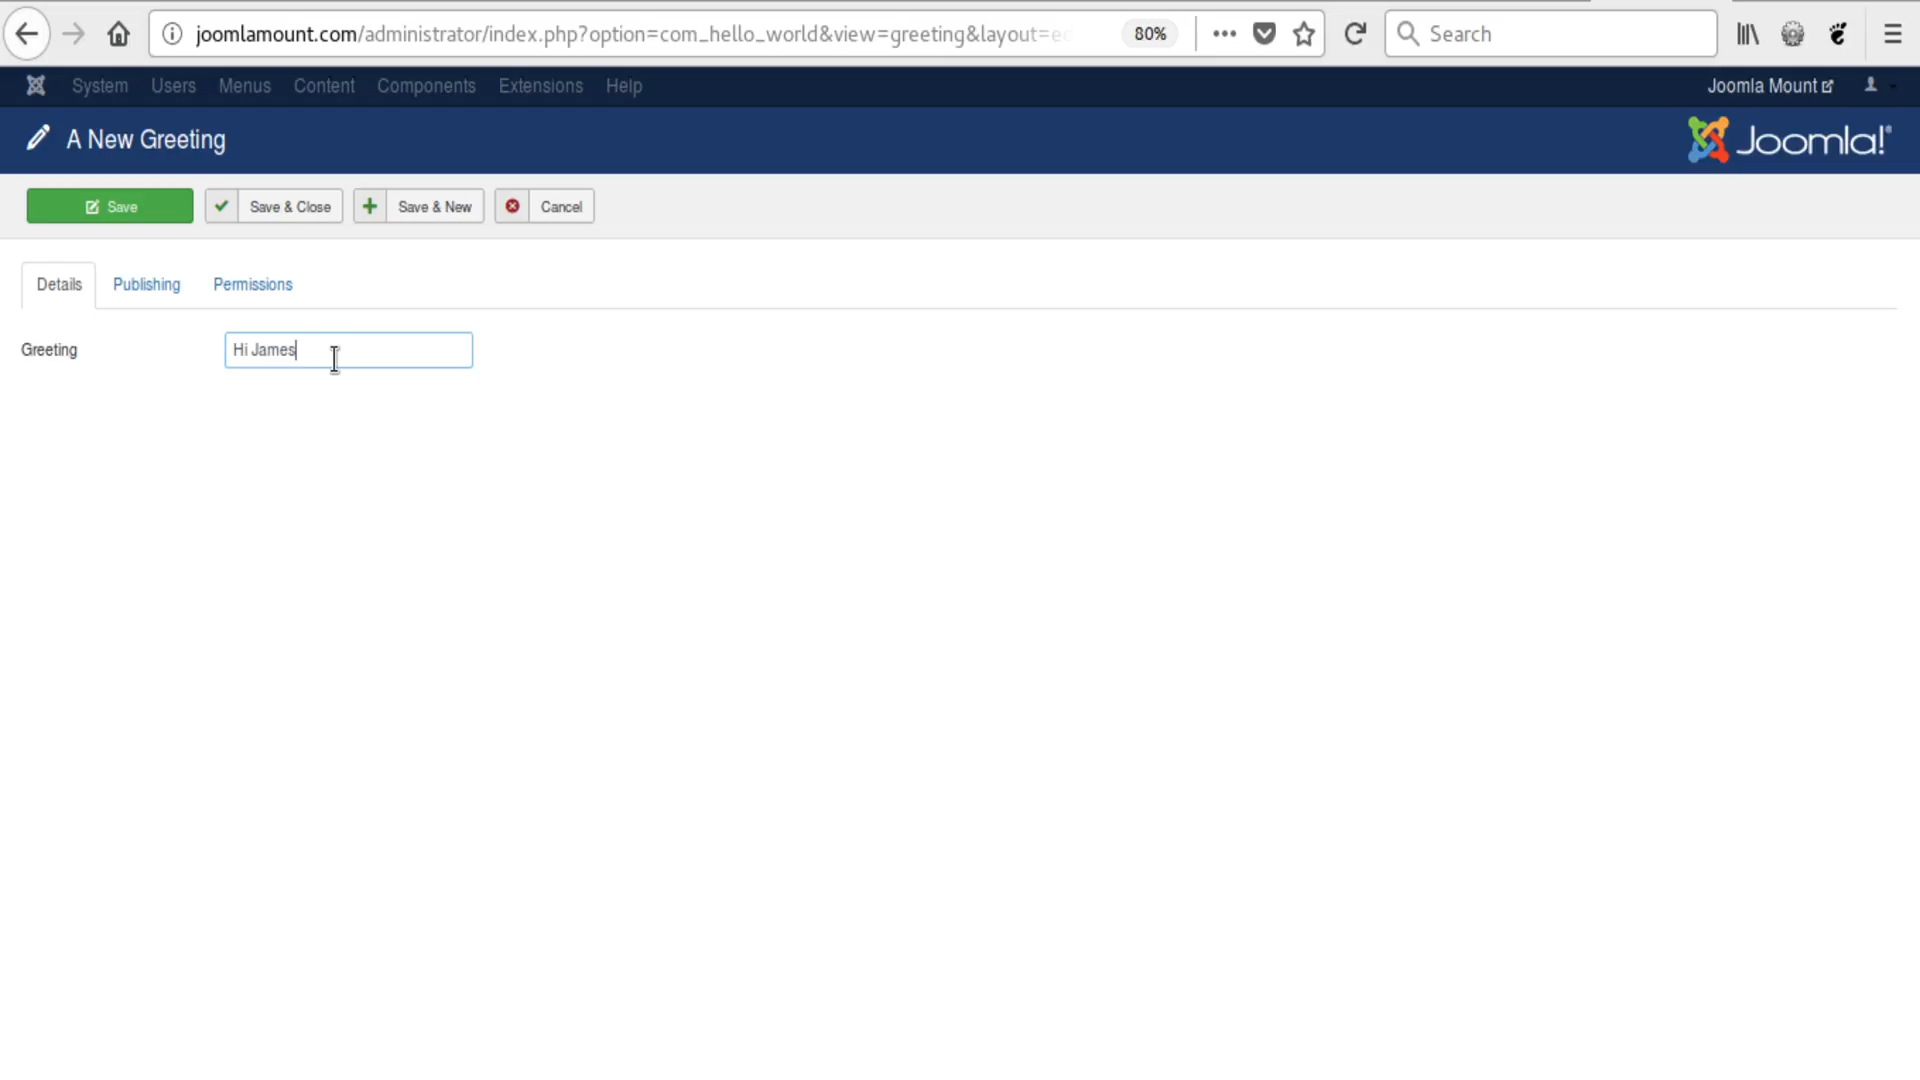 joomlamount.com/administrator/index.php?option=com_hello_world&view=greeting&layout=ed
80%
Search
System Users Menus Content Components Extensions Help
Joomla Mount
A New Greeting
Joomla!®
Save
Save & Close
Save & New
Cancel
Details Publishing Permissions
Greeting
Hi James